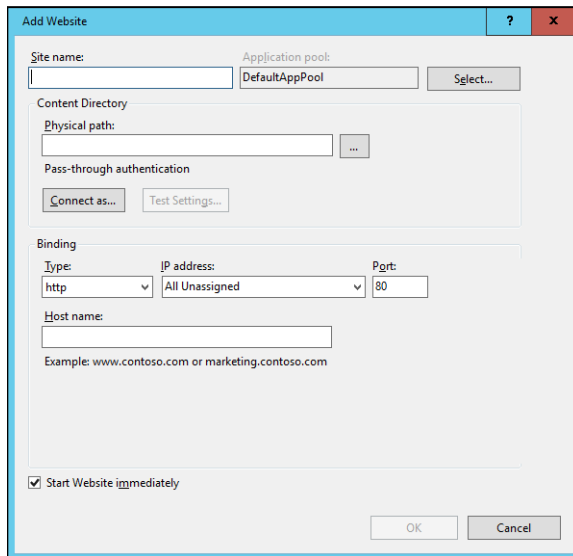 Add Website
? x
Site name: Application pool:
DefaultAppPool Select...
Content Directory
Physical path:
...
Pass-through authentication
Connect as... Test Settings...
Binding
Type: IP address: Port:
http All Unassigned 80
Host name:
Example: www.contoso.com or marketing.contoso.com
Start Website immediately
OK Cancel